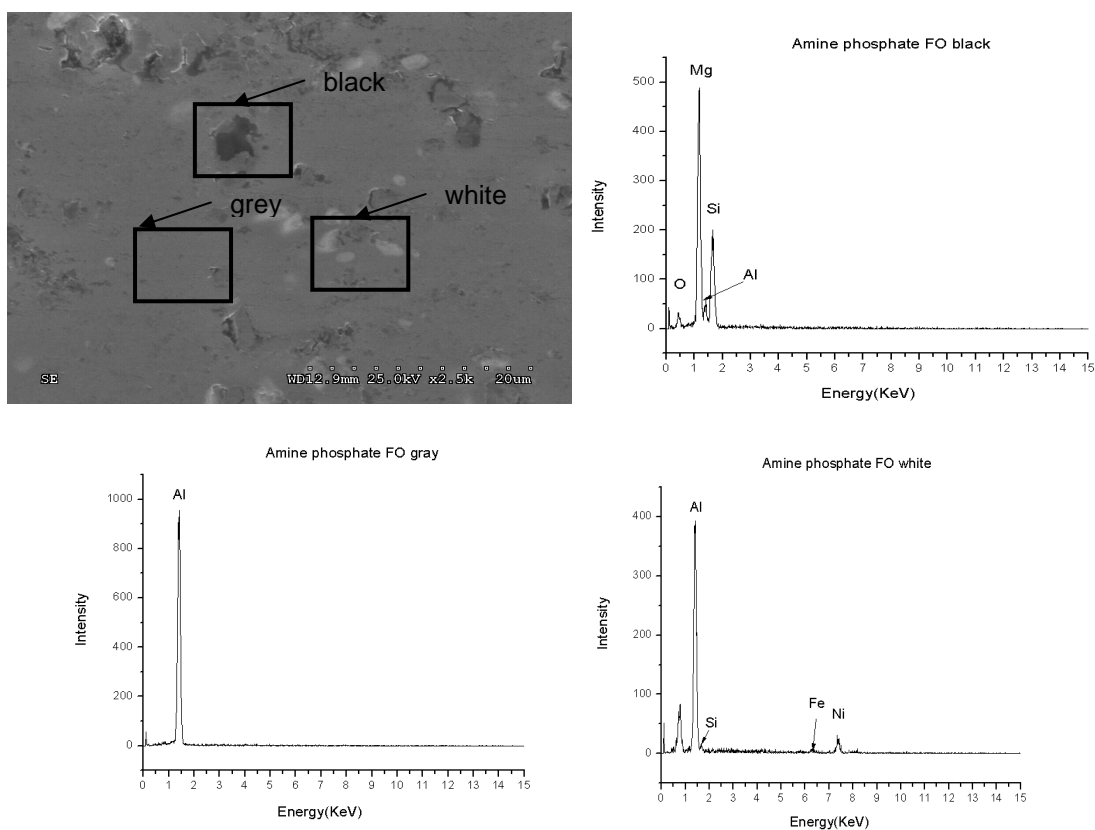 black
grey
white
SE
WD12.9mm 25.0kV x2.5k 20um
Amine phosphate FO black
500
400
300
200
100
0
Intensity
Mg
Si
Al
O
0 1 2 3 4 5 6 7 8 9 10 11 12 13 14 15
Energy(KeV)
Amine phosphate FO gray
1000
800
600
400
200
0
Intensity
Al
0 1 2 3 4 5 6 7 8 9 10 11 12 13 14 15
Energy(KeV)
Amine phosphate FO white
400
300
200
100
0
Intensity
Al
Si
Fe
Ni
0 1 2 3 4 5 6 7 8 9 10 11 12 13 14 15
Energy(KeV)